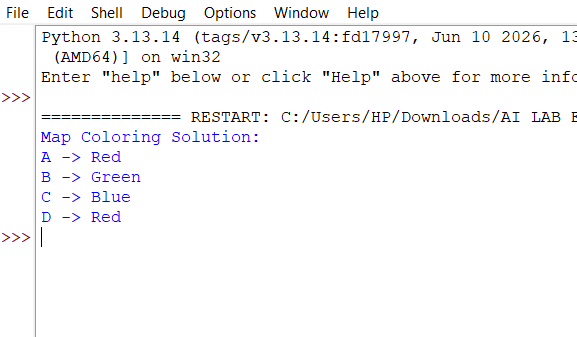 File Edit Shell Debug Options Window Help
Python 3.13.14 (tags/v3.13.14:fd17997, Jun 10 2026, 13
(AMD64)] on win32
Enter "help" below or click "Help" above for more info
>>>
============== RESTART: C:/Users/HP/Downloads/AI LAB E
Map Coloring Solution:
A -> Red
B -> Green
C -> Blue
D -> Red
>>>